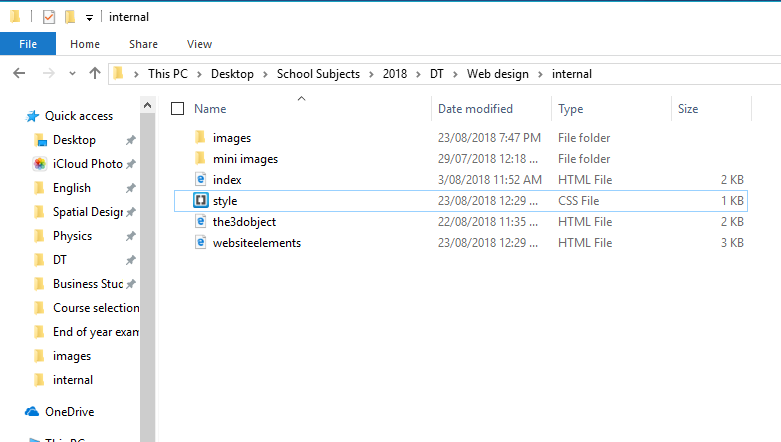 internal
File Home Share View
This PC Desktop School Subjects 2018 DT Web design internal
Name Date modified Type Size
Quick access
Desktop
iCloud Photo
English
Spatial Desig
Physics
DT
Business Stud
Course selection
End of year exam
images
internal
OneDrive
This PC
images 23/08/2018 7:47 PM File folder
mini images 29/07/2018 12:18 ... File folder
index 3/08/2018 11:52 AM HTML File 2 KB
style 23/08/2018 12:29 ... CSS File 1 KB
the3dobject 22/08/2018 11:35 ... HTML File 2 KB
websiteelements 23/08/2018 12:29 ... HTML File 3 KB